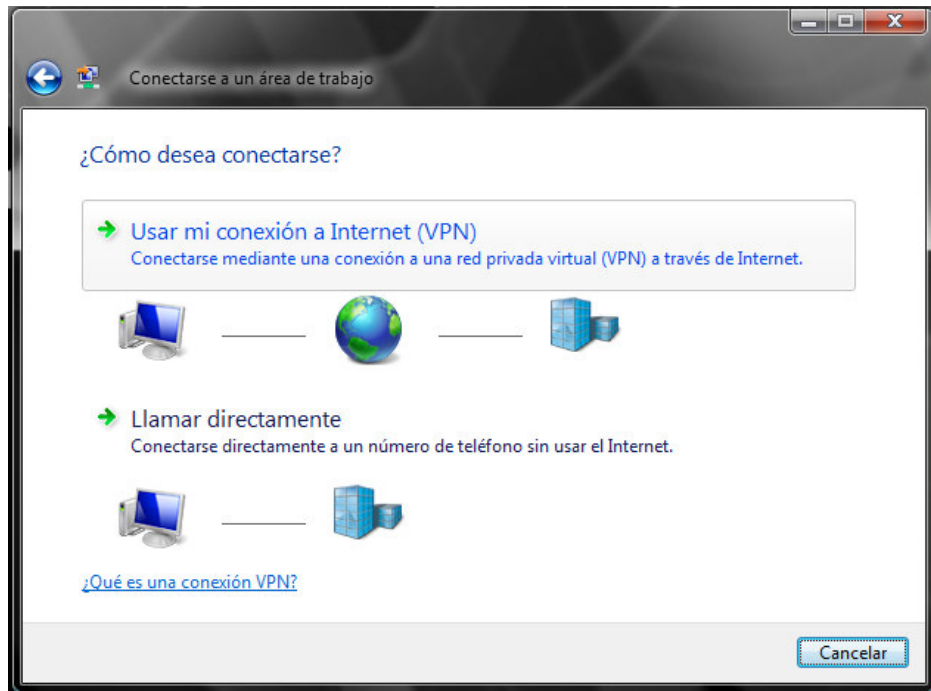 Conectarse a un área de trabajo
¿Cómo desea conectarse?
Usar mi conexión a Internet (VPN)
Conectarse mediante una conexión a una red privada virtual (VPN) a través de Internet.
Llamar directamente
Conectarse directamente a un número de teléfono sin usar el Internet.
¿Qué es una conexión VPN?
Cancelar